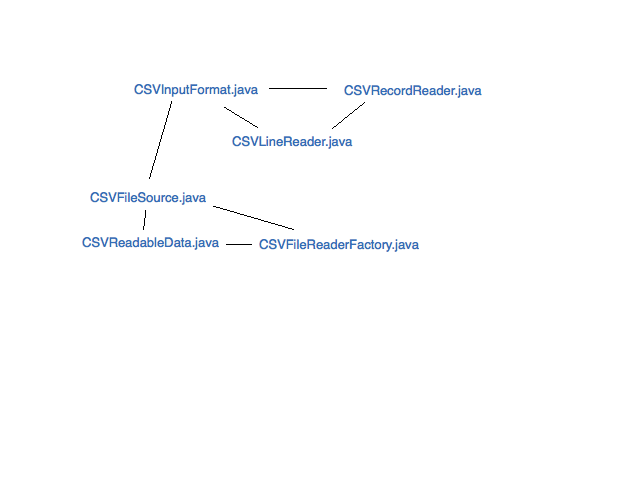 CSVInputFormat.java
CSVRecordReader.java
CSVLineReader.java
CSVFileSource.java
CSVReadableData.java
CSVFileReaderFactory.java